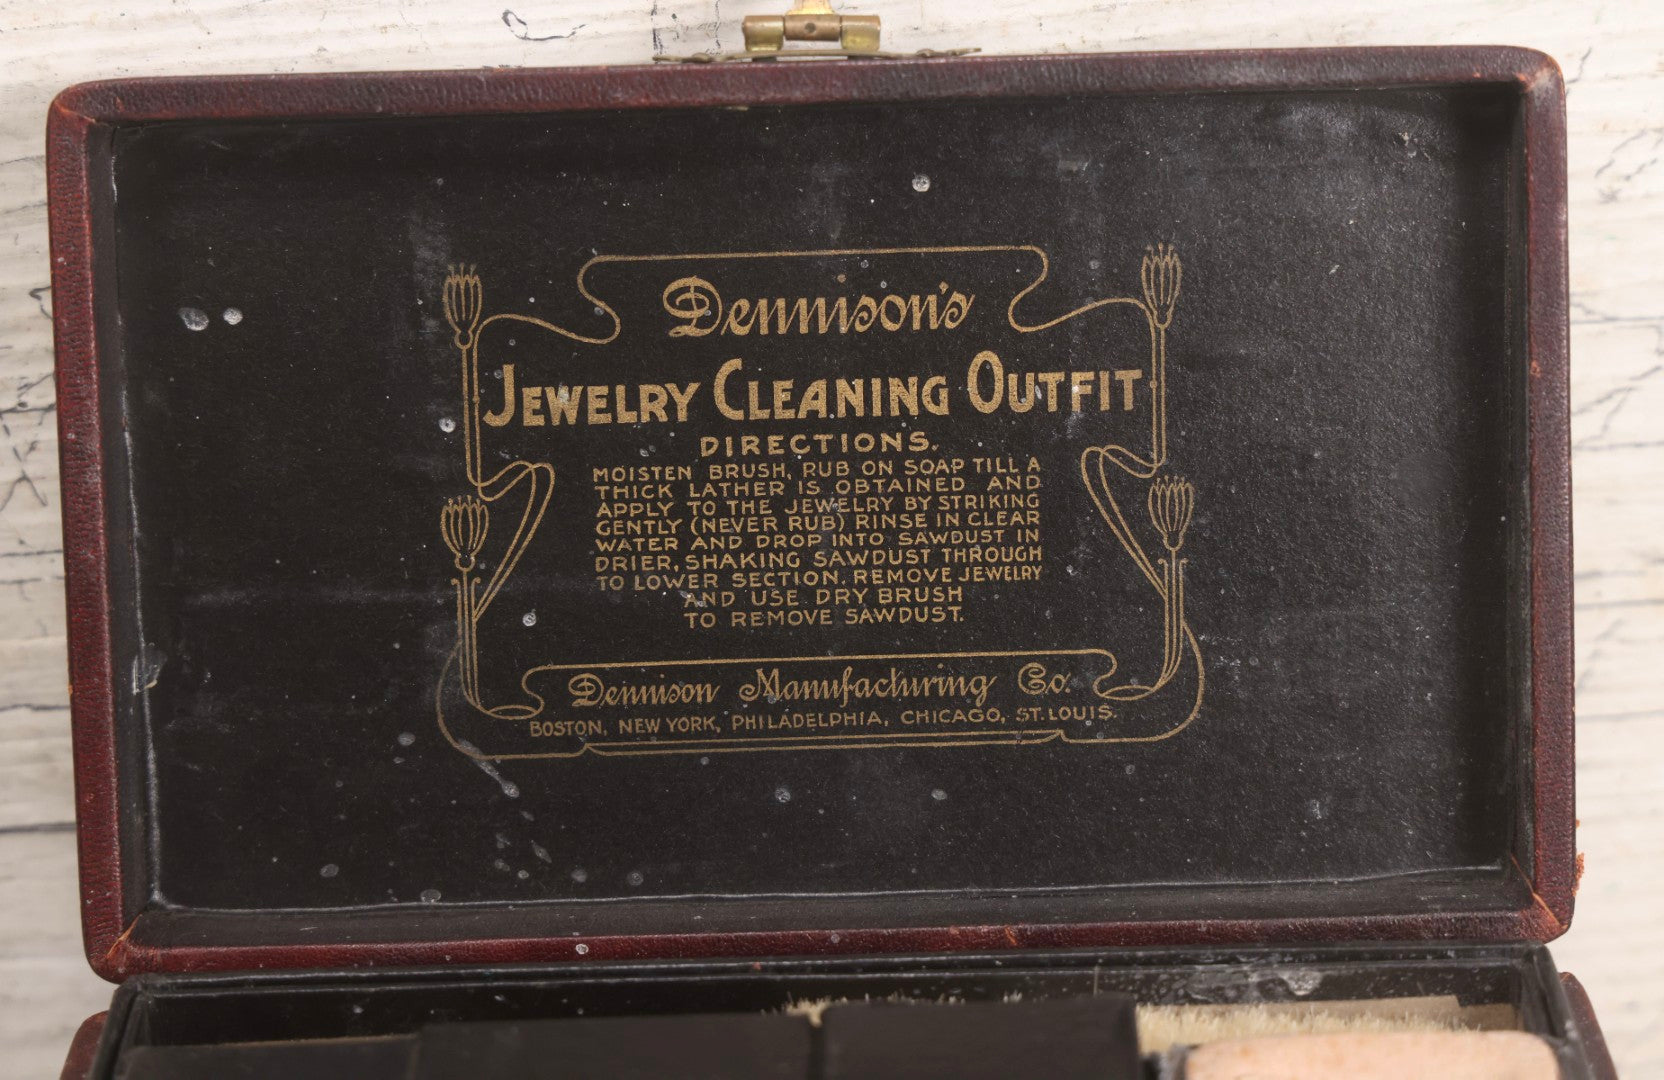 Dennison's
JEWELRY CLEANING OUTFIT
DIRECTIONS.
MOISTEN BRUSH, RUB ON SOAP TILL A
THICK LATHER IS OBTAINED AND
APPLY TO THE JEWELRY BY STRIKING
GENTLY (NEVER RUB) RINSE IN CLEAR
WATER AND DROP INTO SAWDUST IN
DRIER, SHAKING SAWDUST THROUGH
TO LOWER SECTION. REMOVE JEWELRY
AND USE DRY BRUSH
TO REMOVE SAWDUST.
Dennison Manufacturing Co.
BOSTON, NEW YORK, PHILADELPHIA, CHICAGO, ST. LOUIS.